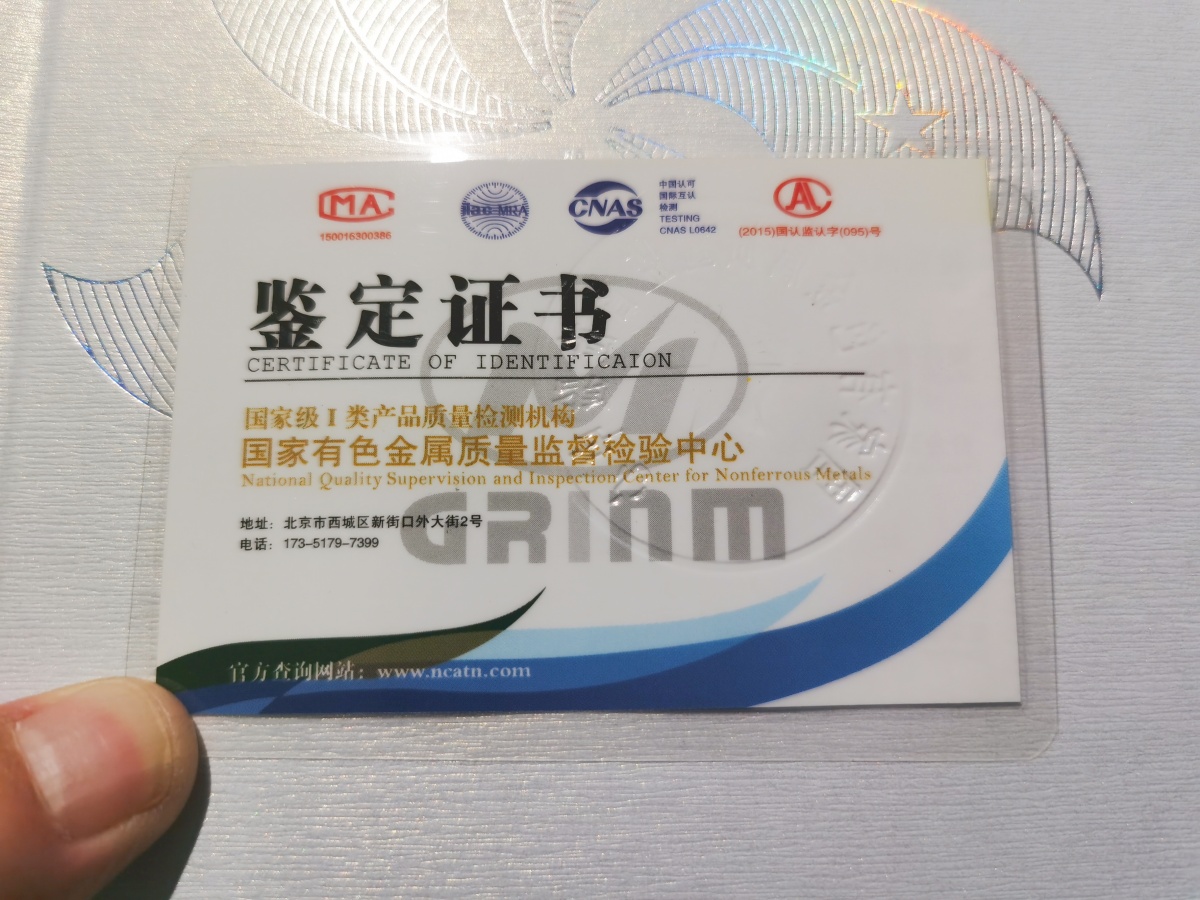 CMA
150016300386
ilac-MRA
CNAS
中国认可
国际互认
检测
TESTING
CNAS L0642
CAL
(2015)国认监认字(095)号
鉴定证书
CERTIFICATE OF IDENTIFICAION
国家级 I 类产品质量检测机构
国家有色金属质量监督检验中心
National Quality Supervision and Inspection Center for Nonferrous Metals
地址：北京市西城区新街口外大街2号
电话：173-5179-7399
GRINM
官方查询网站：www.ncatn.com